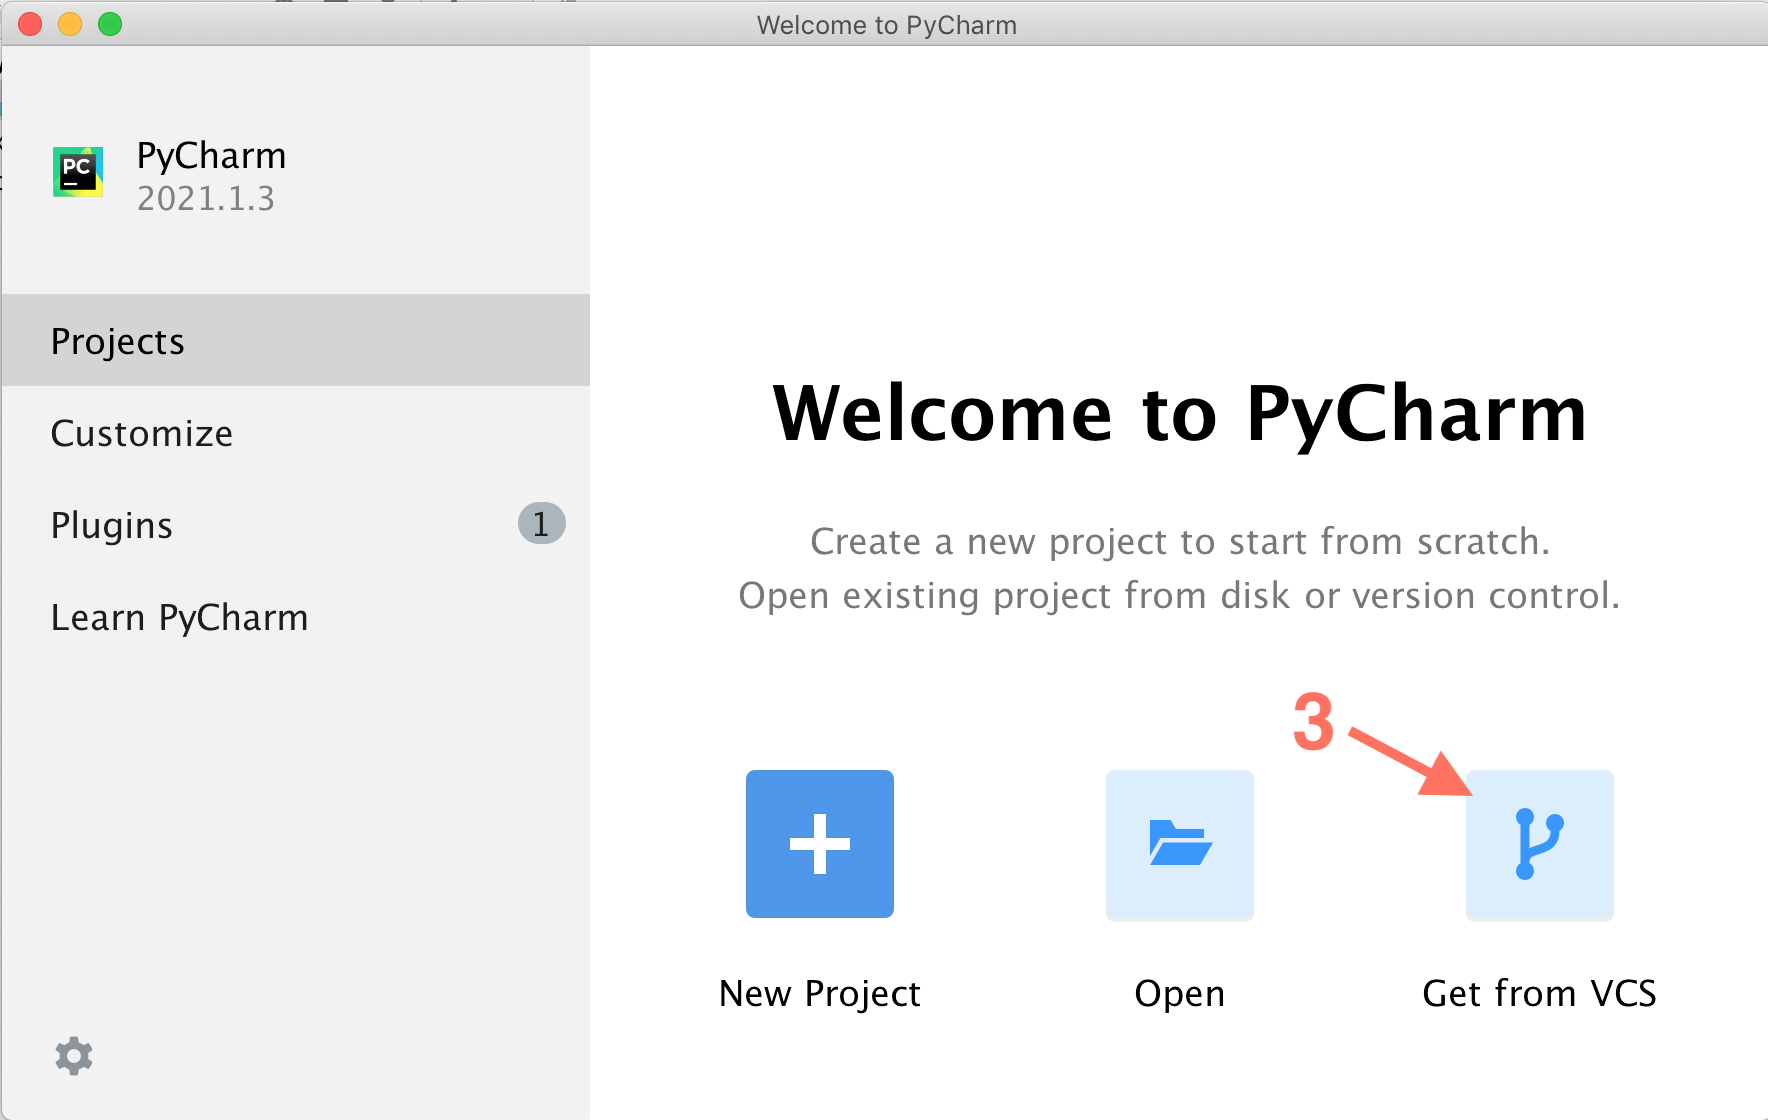 Welcome to PyCharm
PC
PyCharm
2021.1.3
Projects
Customize
Plugins
1
Learn PyCharm
Welcome to PyCharm
Create a new project to start from scratch.
Open existing project from disk or version control.
3
New Project
Open
Get from VCS